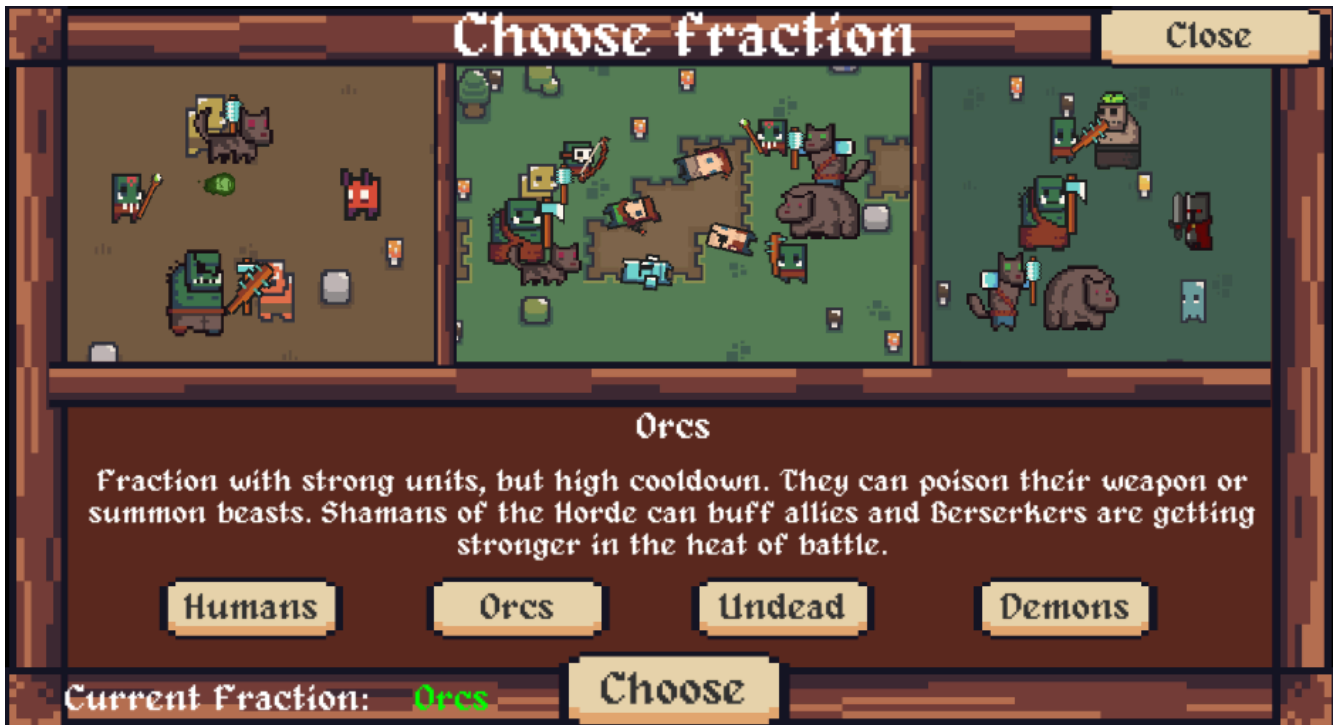 Choose fraction
Close
Orcs
Fraction with strong units, but high cooldown. They can poison their weapon or
summon beasts. Shamans of the Horde can buff allies and Berserkers are getting
stronger in the heat of battle.
Humans
Orcs
Undead
Demons
Current Fraction: Orcs
Choose